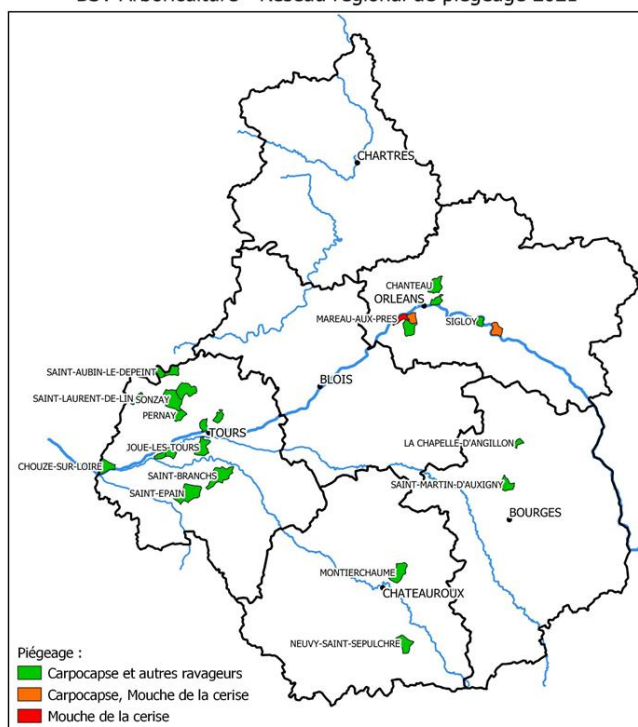 BSV Arboriculture - Réseau régional de piégeage 2021
CHARTRES
CHANTEAU
ORLEANS
MAREAU-AUX-PRES
SIGLOY
SAINT-AUBIN-LE-DEPEINT
BLOIS
SAINT-LAURENT-DE-LIN
SONZAY
PERNAY
TOURS
JOUE-LES-TOURS
LA CHAPELLE-D'ANGILLON
CHOUZE-SUR-LOIRE
SAINT-BRANCHS
SAINT-MARTIN-D'AUXIGNY
SAINT-EPAIN
BOURGES
MONTIERCHAUME
CHATEAUROUX
NEUVY-SAINT-SEPULCHRE
Piégeage :
Carpocapse et autres ravageurs
Carpocapse, Mouche de la cerise
Mouche de la cerise